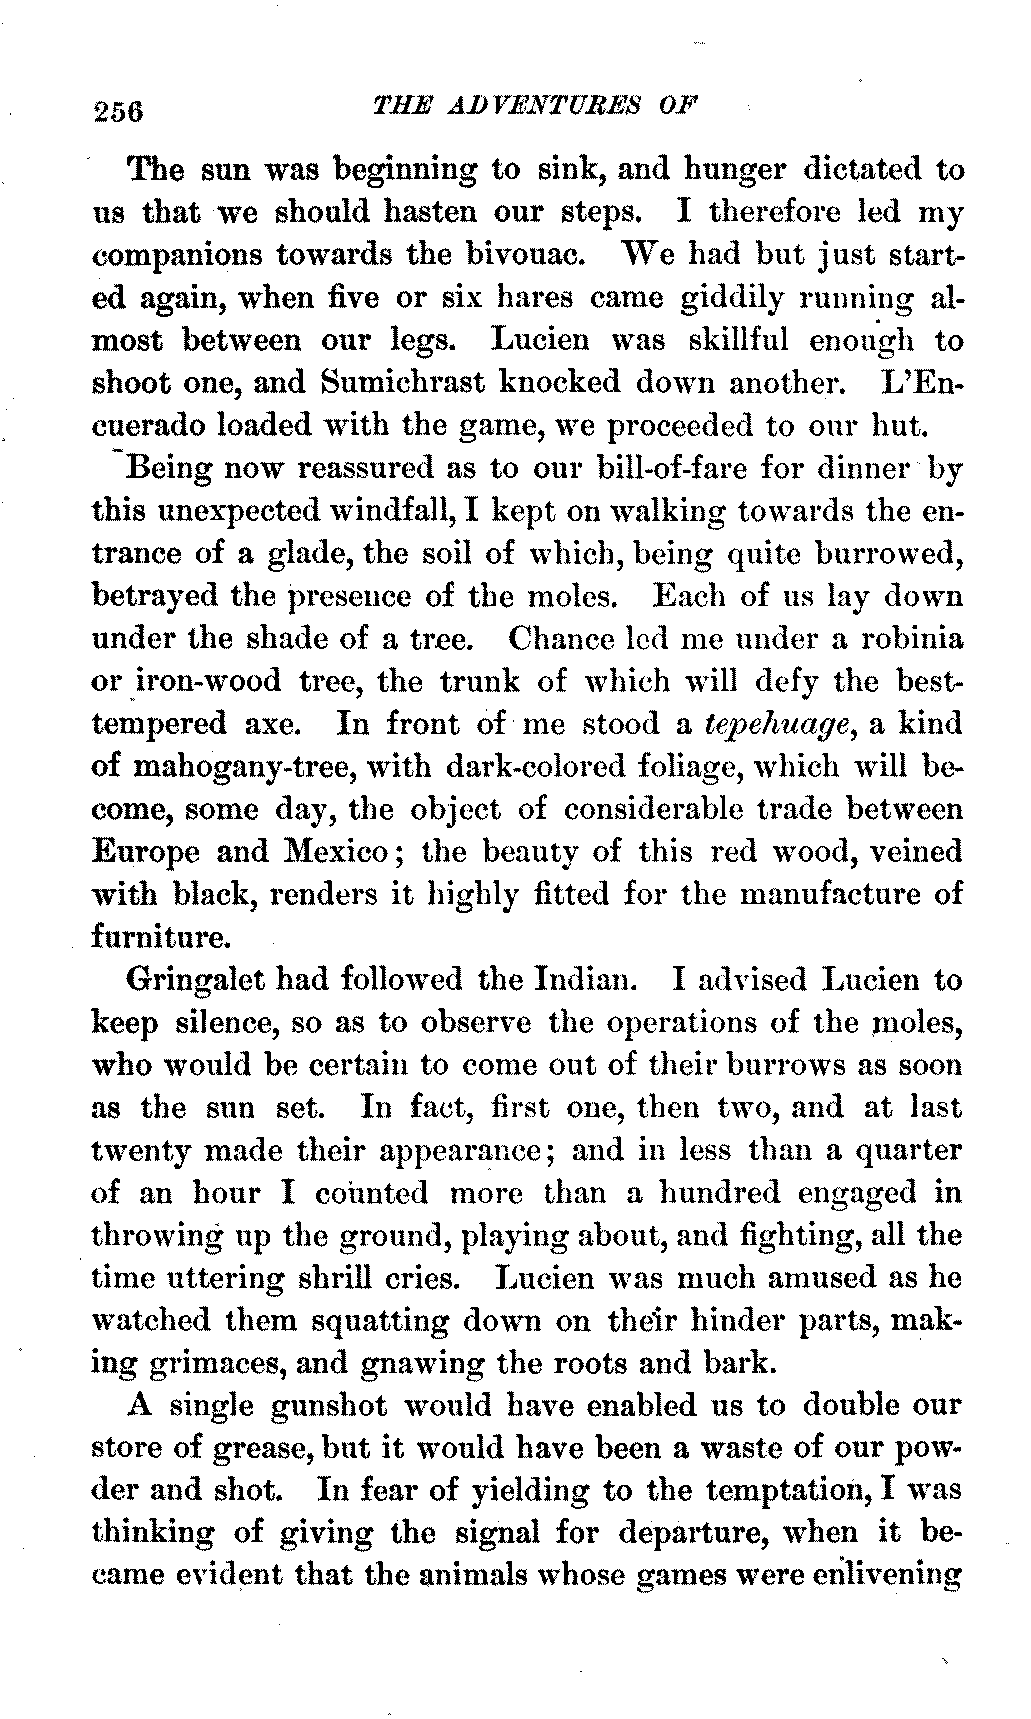 256 THE ADVENTURES OF
The sun was beginning to sink, and hunger dictated to
us that we should hasten our steps. I therefore led my
companions towards the bivouac. We had but just start-
ed again, when five or six hares came giddily running al-
most between our legs. Lucien was skillful enough to
shoot one, and Sumichrast knocked down another. L'En-
cuerado loaded with the game, we proceeded to our hut.
Being now reassured as to our bill-of-fare for dinner by
this unexpected windfall, I kept on walking towards the en-
trance of a glade, the soil of which, being quite burrowed,
betrayed the presence of the moles. Each of us lay down
under the shade of a tree. Chance led me under a robinia
or iron-wood tree, the trunk of which will defy the best-
tempered axe. In front of me stood a tepehuage, a kind
of mahogany-tree, with dark-colored foliage, which will be-
come, some day, the object of considerable trade between
Europe and Mexico; the beauty of this red wood, veined
with black, renders it highly fitted for the manufacture of
furniture.
Gringalet had followed the Indian. I advised Lucien to
keep silence, so as to observe the operations of the moles,
who would be certain to come out of their burrows as soon
as the sun set. In fact, first one, then two, and at last
twenty made their appearance; and in less than a quarter
of an hour I counted more than a hundred engaged in
throwing up the ground, playing about, and fighting, all the
time uttering shrill cries. Lucien was much amused as he
watched them squatting down on their hinder parts, mak-
ing grimaces, and gnawing the roots and bark.
A single gunshot would have enabled us to double our
store of grease, but it would have been a waste of our pow-
der and shot. In fear of yielding to the temptation, I was
thinking of giving the signal for departure, when it be-
came evident that the animals whose games were enlivening